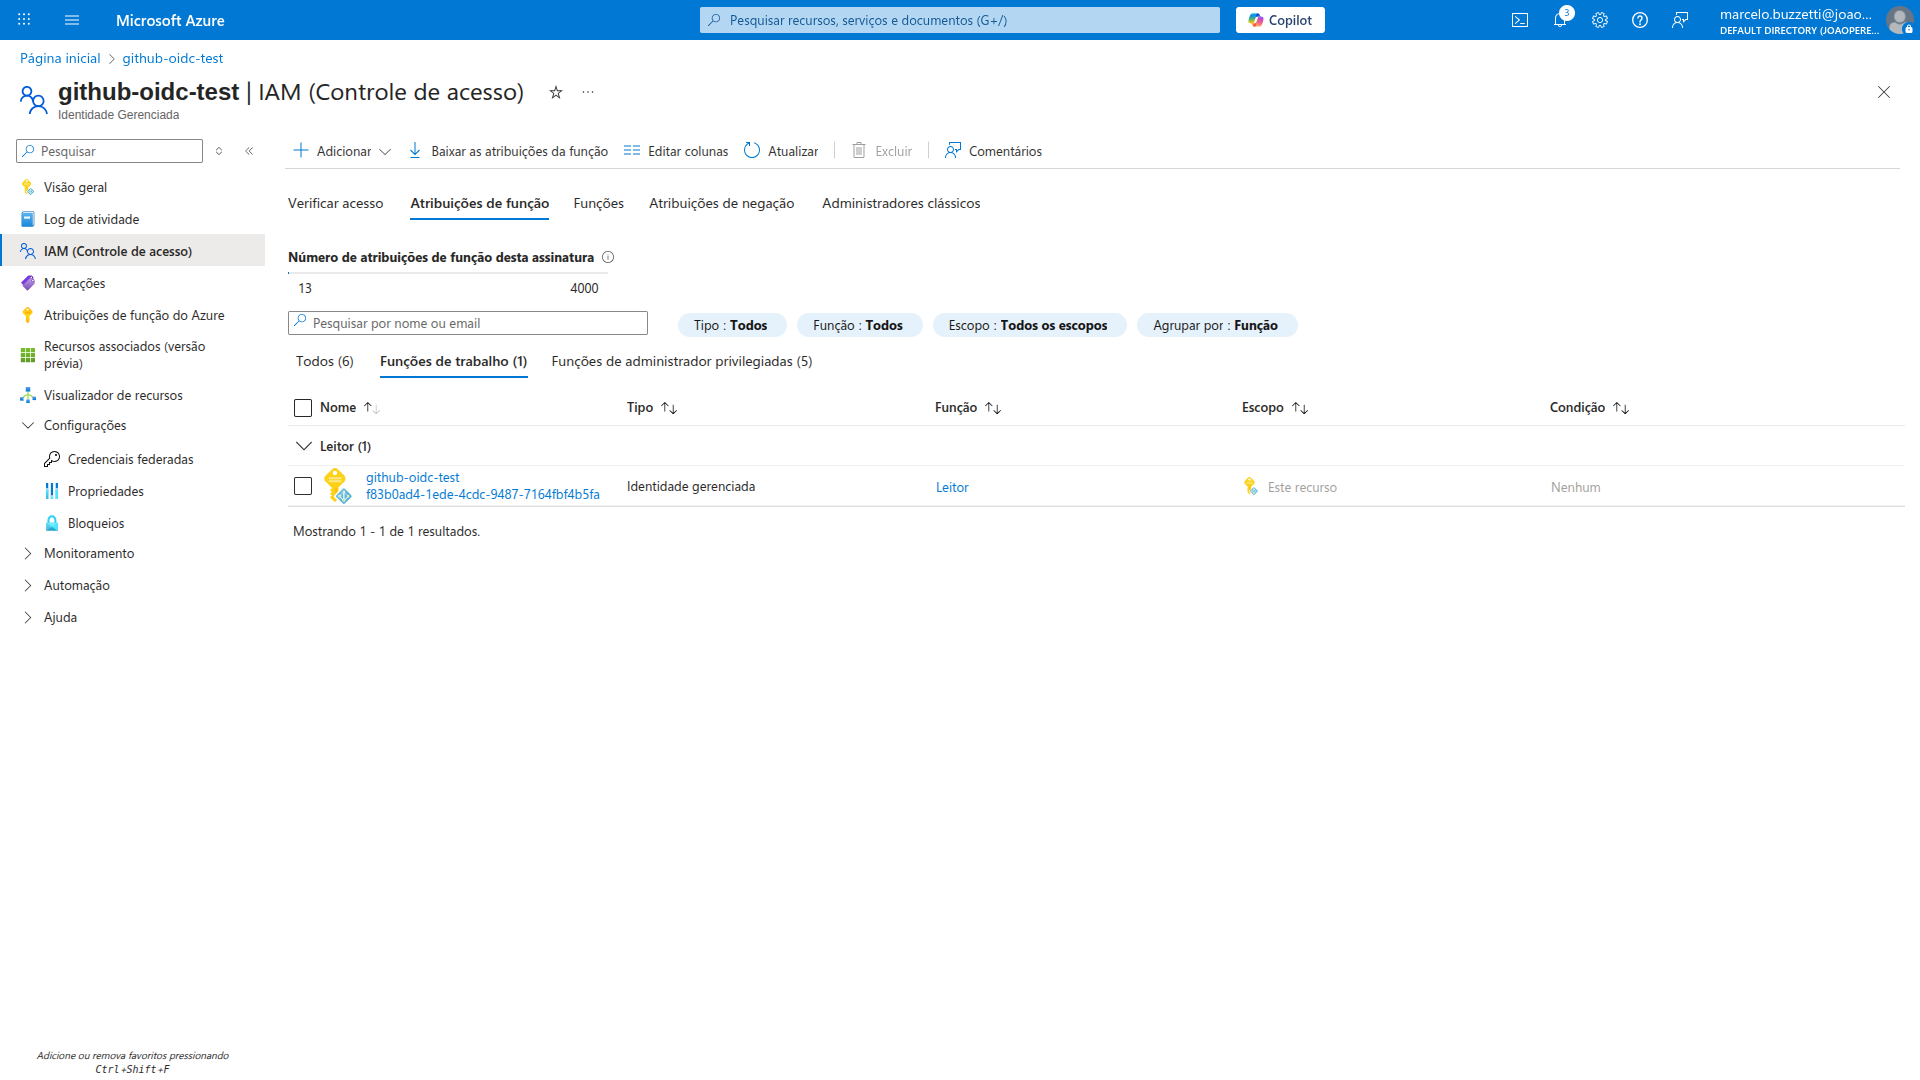 Microsoft Azure
Pesquisar recursos, serviços e documentos (G+/)
Copilot
3
marcelo.buzzetti@joao...
DEFAULT DIRECTORY (JOAOPERE...
Página inicial > github-oidc-test
github-oidc-test | IAM (Controle de acesso)
Identidade Gerenciada
Pesquisar
Visão geral
Log de atividade
IAM (Controle de acesso)
Marcações
Atribuições de função do Azure
Recursos associados (versão
prévia)
Visualizador de recursos
Configurações
Credenciais federadas
Propriedades
Bloqueios
Monitoramento
Automação
Ajuda
Adicione ou remova favoritos pressionando
Ctrl+Shift+F
Adicionar
Baixar as atribuições da função
Editar colunas
Atualizar
Excluir
Comentários
Verificar acesso
Atribuições de função
Funções
Atribuições de negação
Administradores clássicos
Número de atribuições de função desta assinatura
13
4000
Pesquisar por nome ou email
Tipo : Todos
Função : Todos
Escopo : Todos os escopos
Agrupar por : Função
Todos (6)
Funções de trabalho (1)
Funções de administrador privilegiadas (5)
Nome
Tipo
Função
Escopo
Condição
Leitor (1)
github-oidc-test
f83b0ad4-1ede-4cdc-9487-7164fbf4b5fa
Identidade gerenciada
Leitor
Este recurso
Nenhum
Mostrando 1 - 1 de 1 resultados.